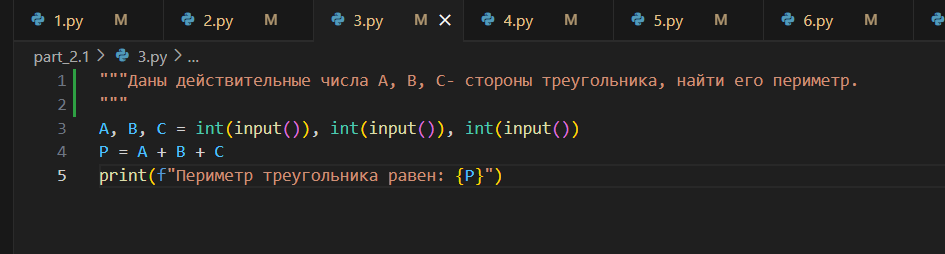 1.py M 2.py M 3.py M × 4.py M 5.py M 6.py M
part_2.1 > 3.py > ...
1 """Даны действительные числа A, B, C- стороны треугольника, найти его периметр.
2 """
3 A, B, C = int(input()), int(input()), int(input())
4 P = A + B + C
5 print(f"Периметр треугольника равен: {P}")